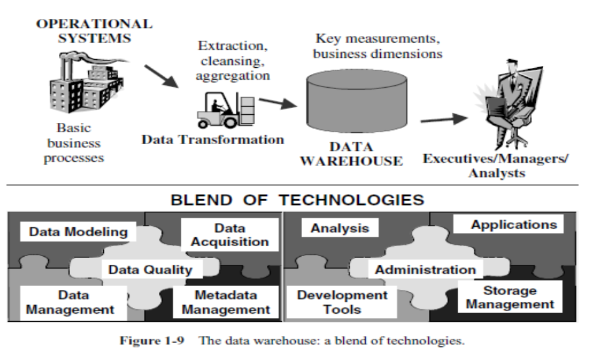 OPERATIONAL
SYSTEMS
Basic
business
processes
Extraction,
cleansing,
aggregation
Data Transformation
Key measurements,
business dimensions
DATA
WAREHOUSE
Executives/Managers/
Analysts
BLEND OF TECHNOLOGIES
Data Modeling
Data
Acquisition
Data Quality
Data
Management
Metadata
Management
Analysis
Applications
Administration
Development
Tools
Storage
Management
Figure 1-9 The data warehouse: a blend of technologies.